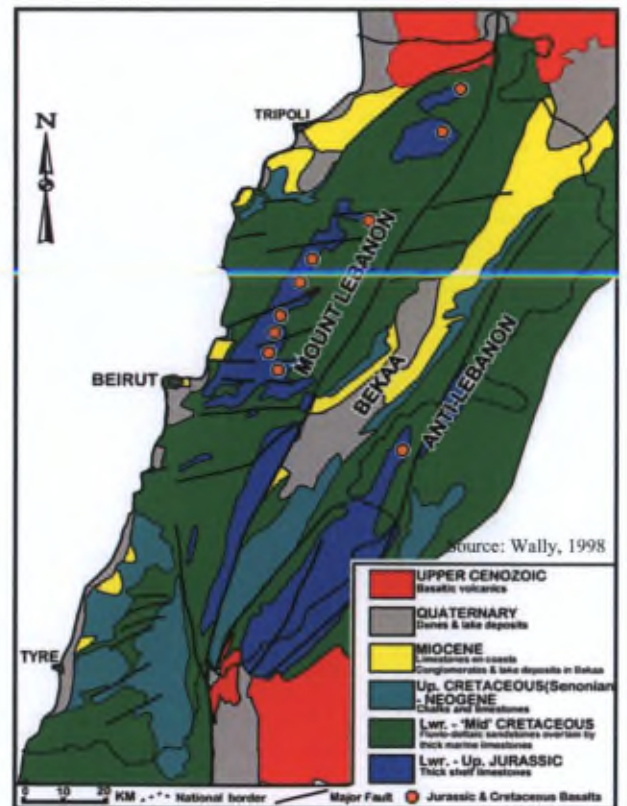 N
TRIPOLI
MOUNT LEBANON
BEKAA
ANTI-LEBANON
BEIRUT
TYRE
Source: Wally, 1998
UPPER CENOZOIC
Basaltic volcanics
QUATERNARY
Dunes & lake deposits
MIOCENE
Limestones on coasts
Conglomerates & lake deposits in Bekaa
Up. CRETACEOUS(Senonian)
- NEOGENE
Chalks and limestones
Lwr. - 'Mid' CRETACEOUS
Fluvio-deltaic sandstones overlain by
thick marine limestones
Lwr. - Up. JURASSIC
Thick shelf limestones
0 10 20 KM National border Major Fault Jurassic & Cretaceous Basalts